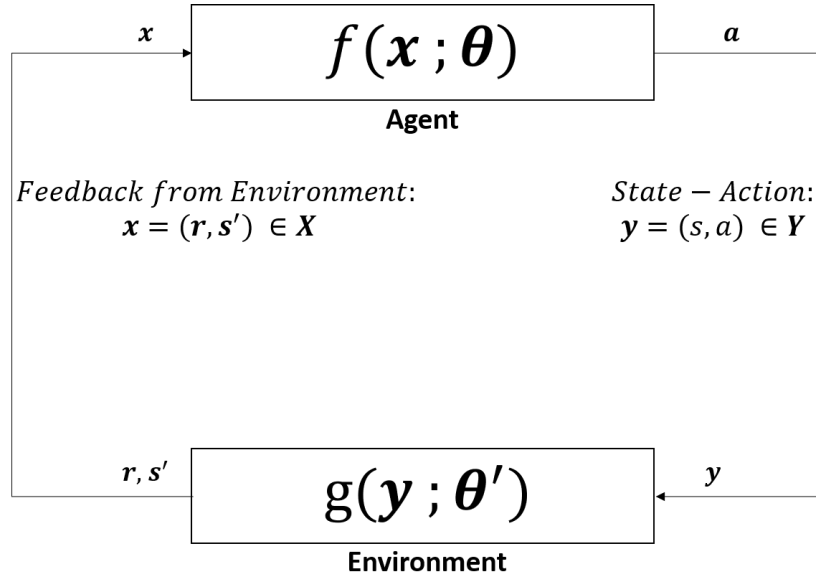 x
f(x ; θ)
a
Agent
Feedback from Environment:
x = (r, s′) ∈ X
State − Action:
y = (s, a) ∈ Y
r, s′
g(y ; θ′)
y
Environment